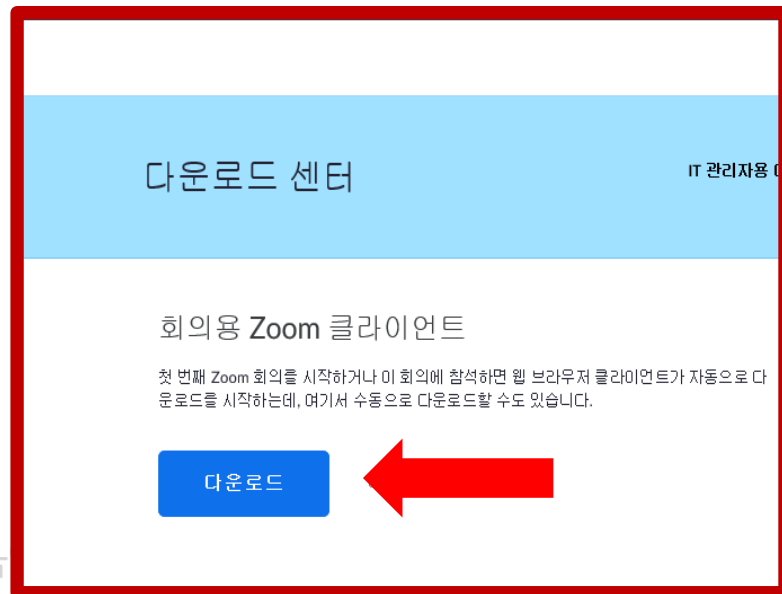 다운로드 센터
IT 관리자용
회의용 Zoom 클라이언트
첫 번째 Zoom 회의를 시작하거나 이 회의에 참석하면 웹 브라우저 클라이언트가 자동으로 다
운로드를 시작하는데, 여기서 수동으로 다운로드할 수도 있습니다.
다운로드